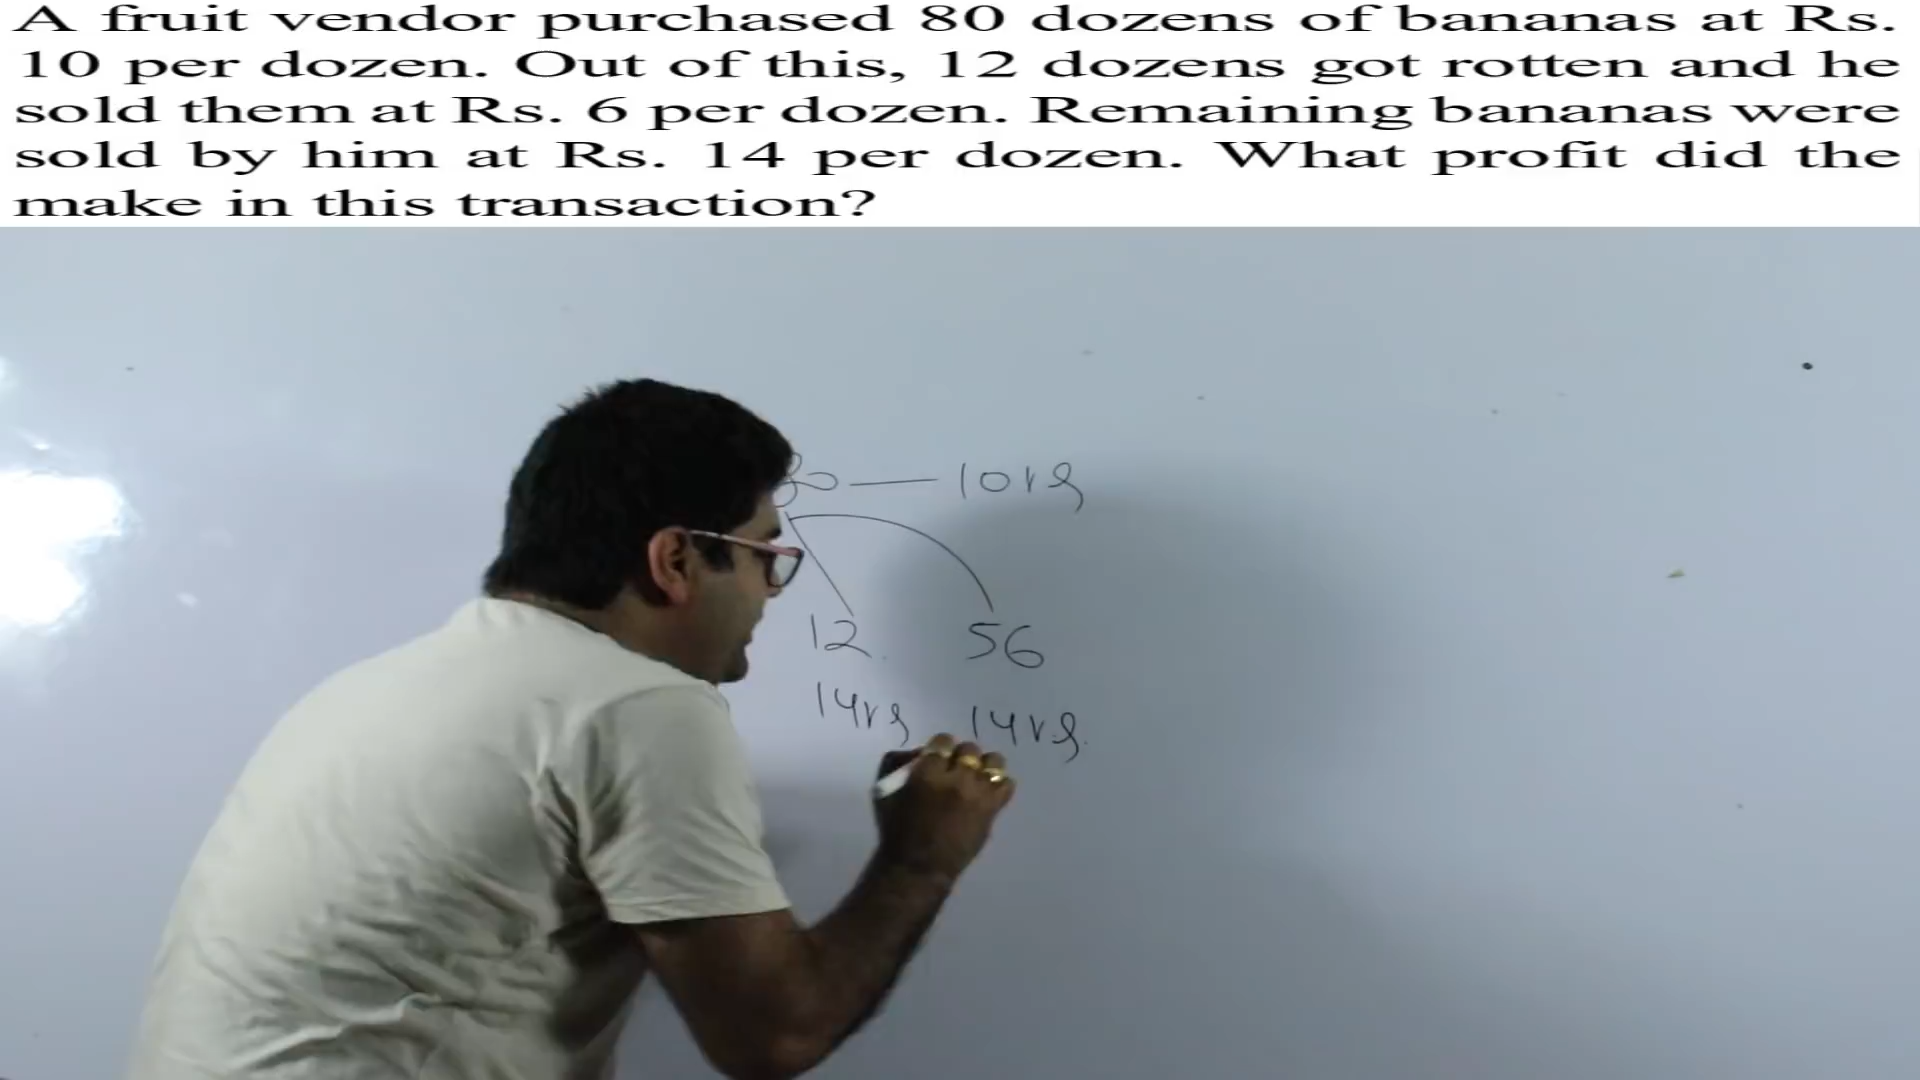 A fruit vendor purchased 80 dozens of bananas at Rs.
10 per dozen. Out of this, 12 dozens got rotten and he
sold them at Rs. 6 per dozen. Remaining bananas were
sold by him at Rs. 14 per dozen. What profit did the
make in this transaction?
80 — 10rs
12 56
14rs 14rs.